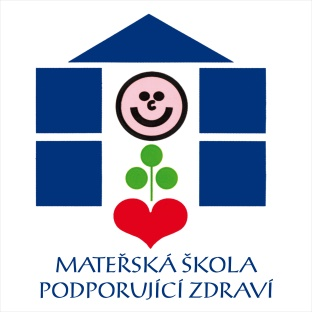 MATEŘSKÁ ŠKOLA
PODPORUJÍCÍ ZDRAVÍ